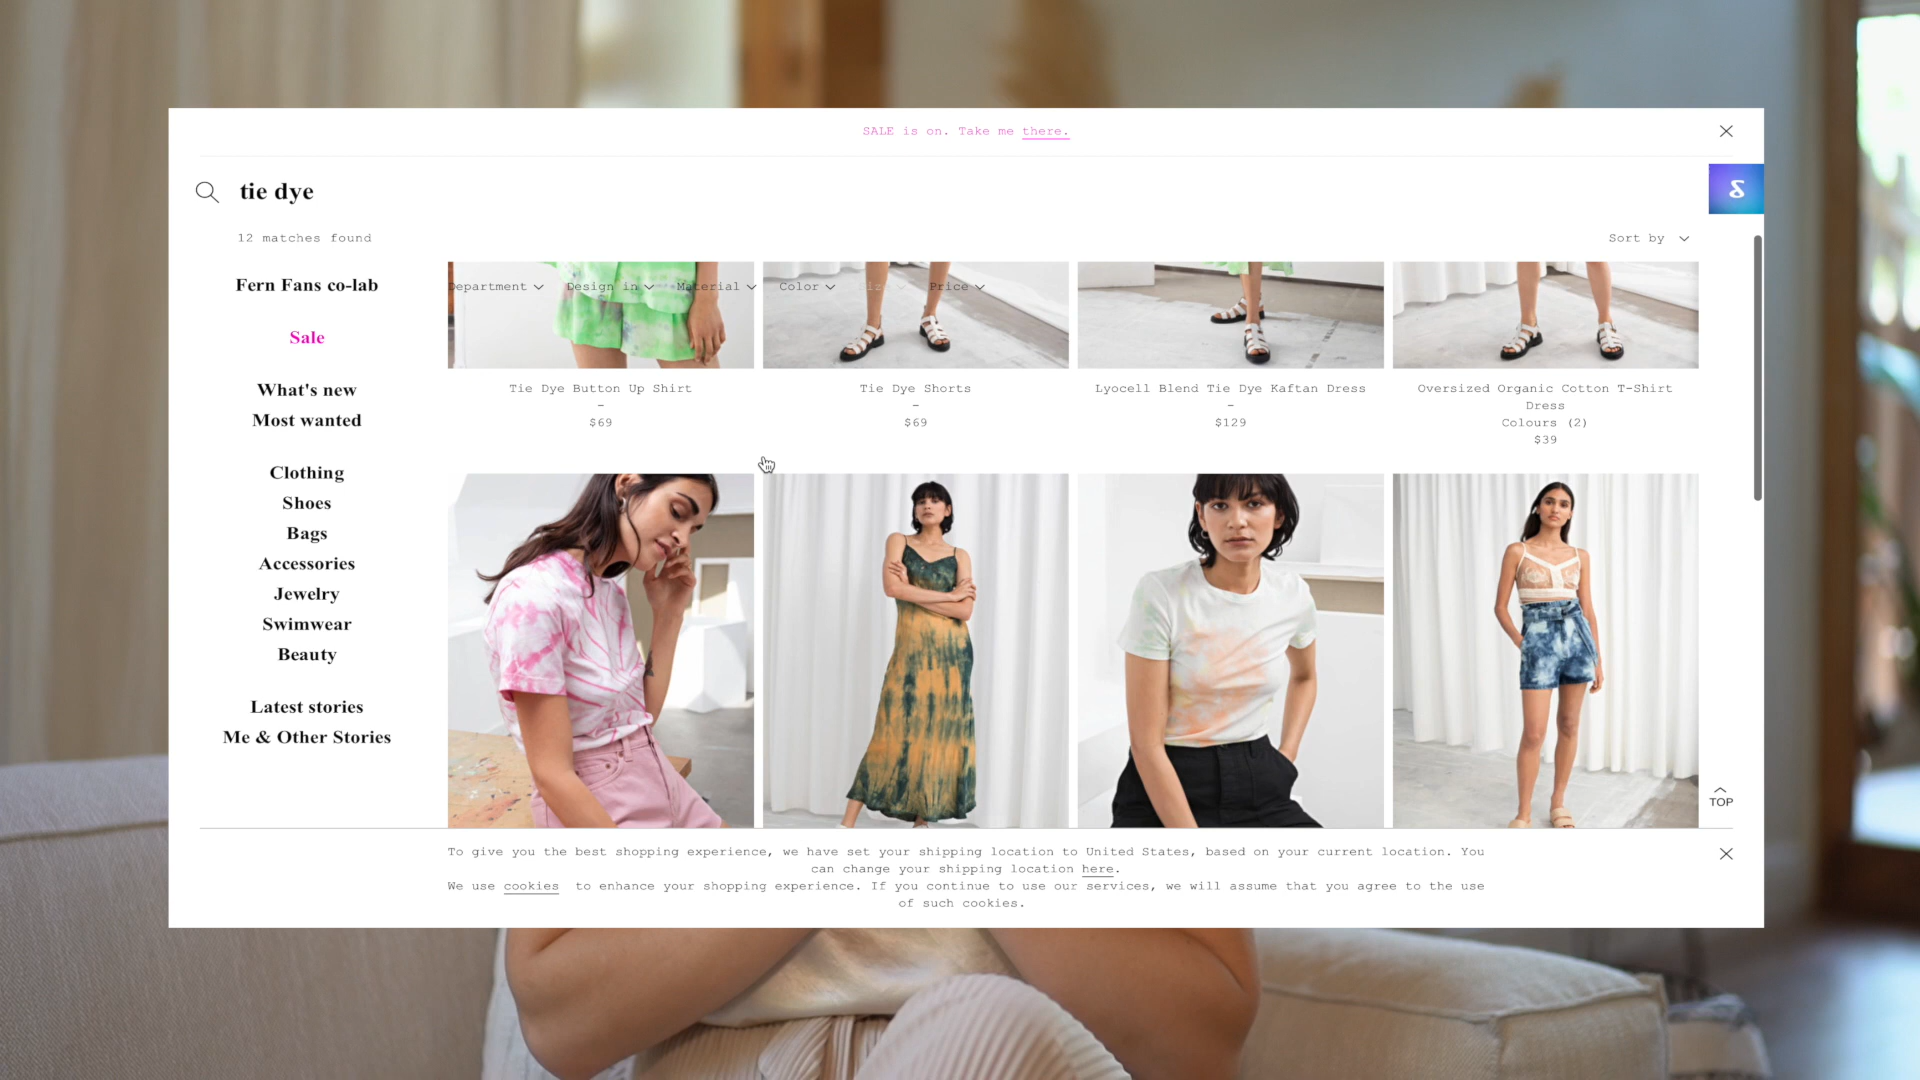 SALE is on. Take me there.
tie dye
12 matches found
Sort by
Fern Fans co-lab
Sale
What's new
Most wanted
Clothing
Shoes
Bags
Accessories
Jewelry
Swimwear
Beauty
Latest stories
Me & Other Stories
Department Design in Material Color Size Price
Tie Dye Button Up Shirt
-
$69
Tie Dye Shorts
-
$69
Lyocell Blend Tie Dye Kaftan Dress
-
$129
Oversized Organic Cotton T-Shirt
Dress
Colours (2)
$39
TOP
To give you the best shopping experience, we have set your shipping location to United States, based on your current location. You
can change your shipping location here.
We use cookies to enhance your shopping experience. If you continue to use our services, we will assume that you agree to the use
of such cookies.